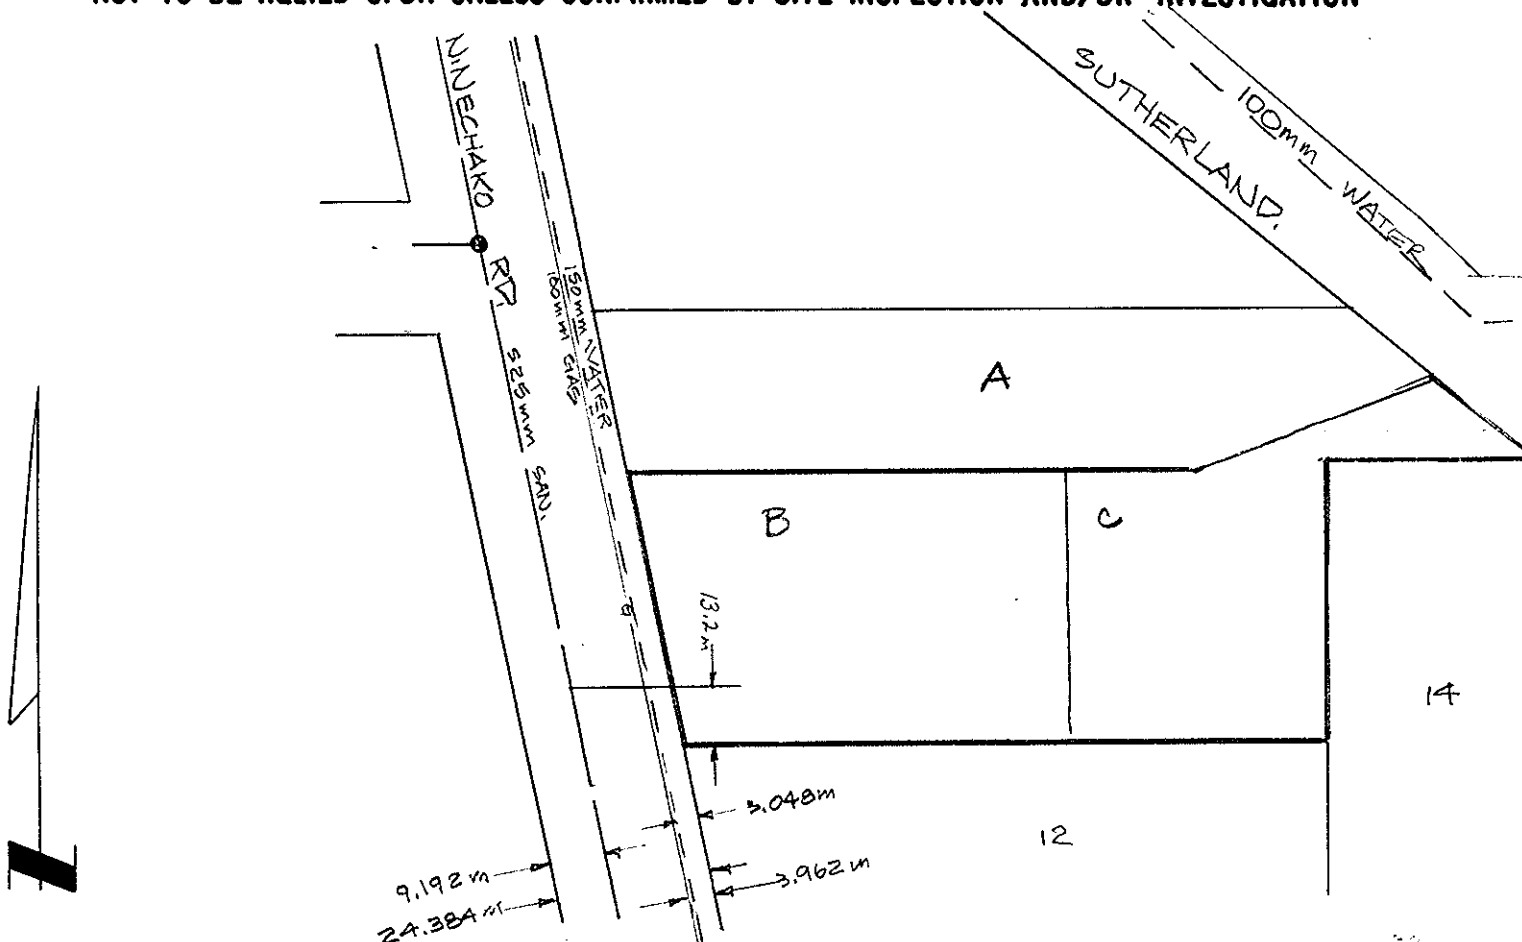 NOT TO BE RELIED UPON UNLESS CONFIRMED BY SITE INSPECTION AND/OR INVESTIGATION
NINECHAKO RD.
SUTHERLAND.
100mm WATER
150mm WATER
100mm GAS
525mm SAN.
A
B
C
G
13.2m
14
12
3.048m
3.962m
9.192m
24.384m